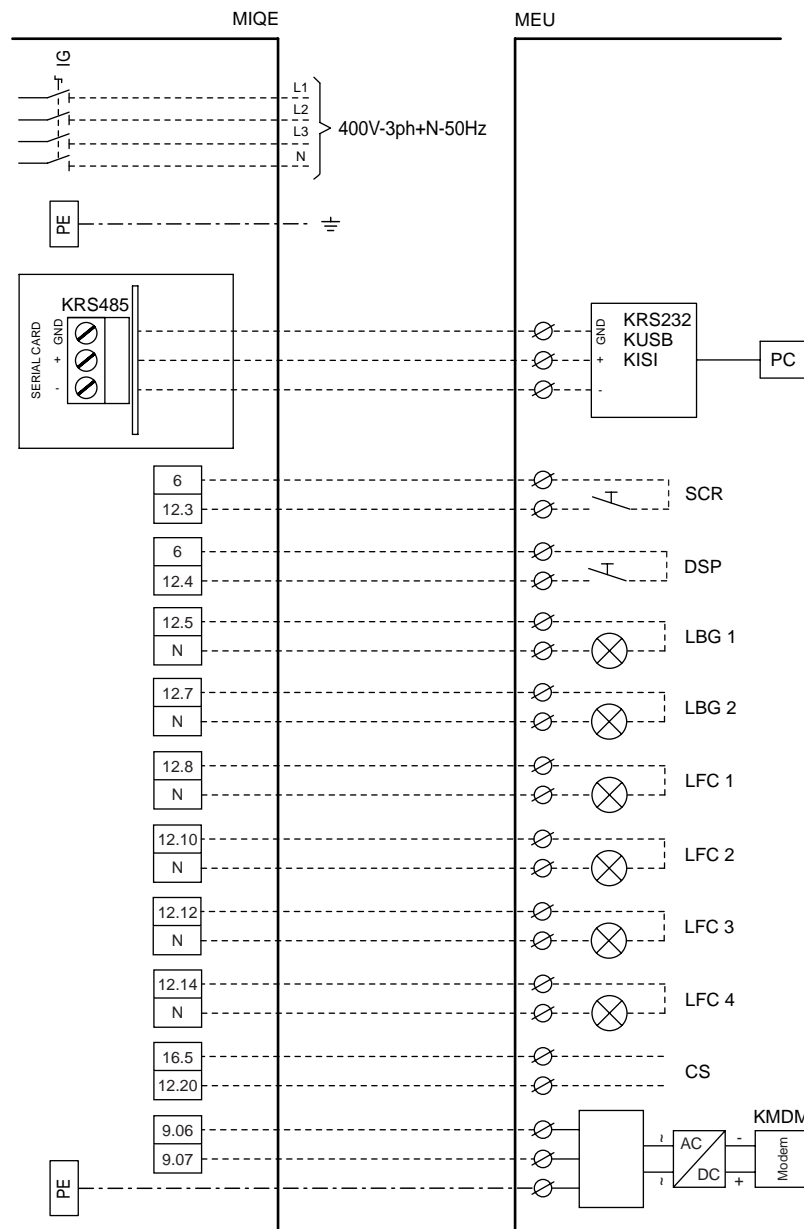 MIQE
MEU
IG
L1
L2
L3
N
400V-3ph+N-50Hz
PE
KRS485
SERIAL CARD
GND
+
-
GND
+
-
KRS232
KUSB
KISI
PC
6
12.3
SCR
6
12.4
DSP
12.5
N
LBG 1
12.7
N
LBG 2
12.8
N
LFC 1
12.10
N
LFC 2
12.12
N
LFC 3
12.14
N
LFC 4
16.5
12.20
CS
9.06
9.07
PE
~
~
AC
DC
-
+
KMDM
Modem